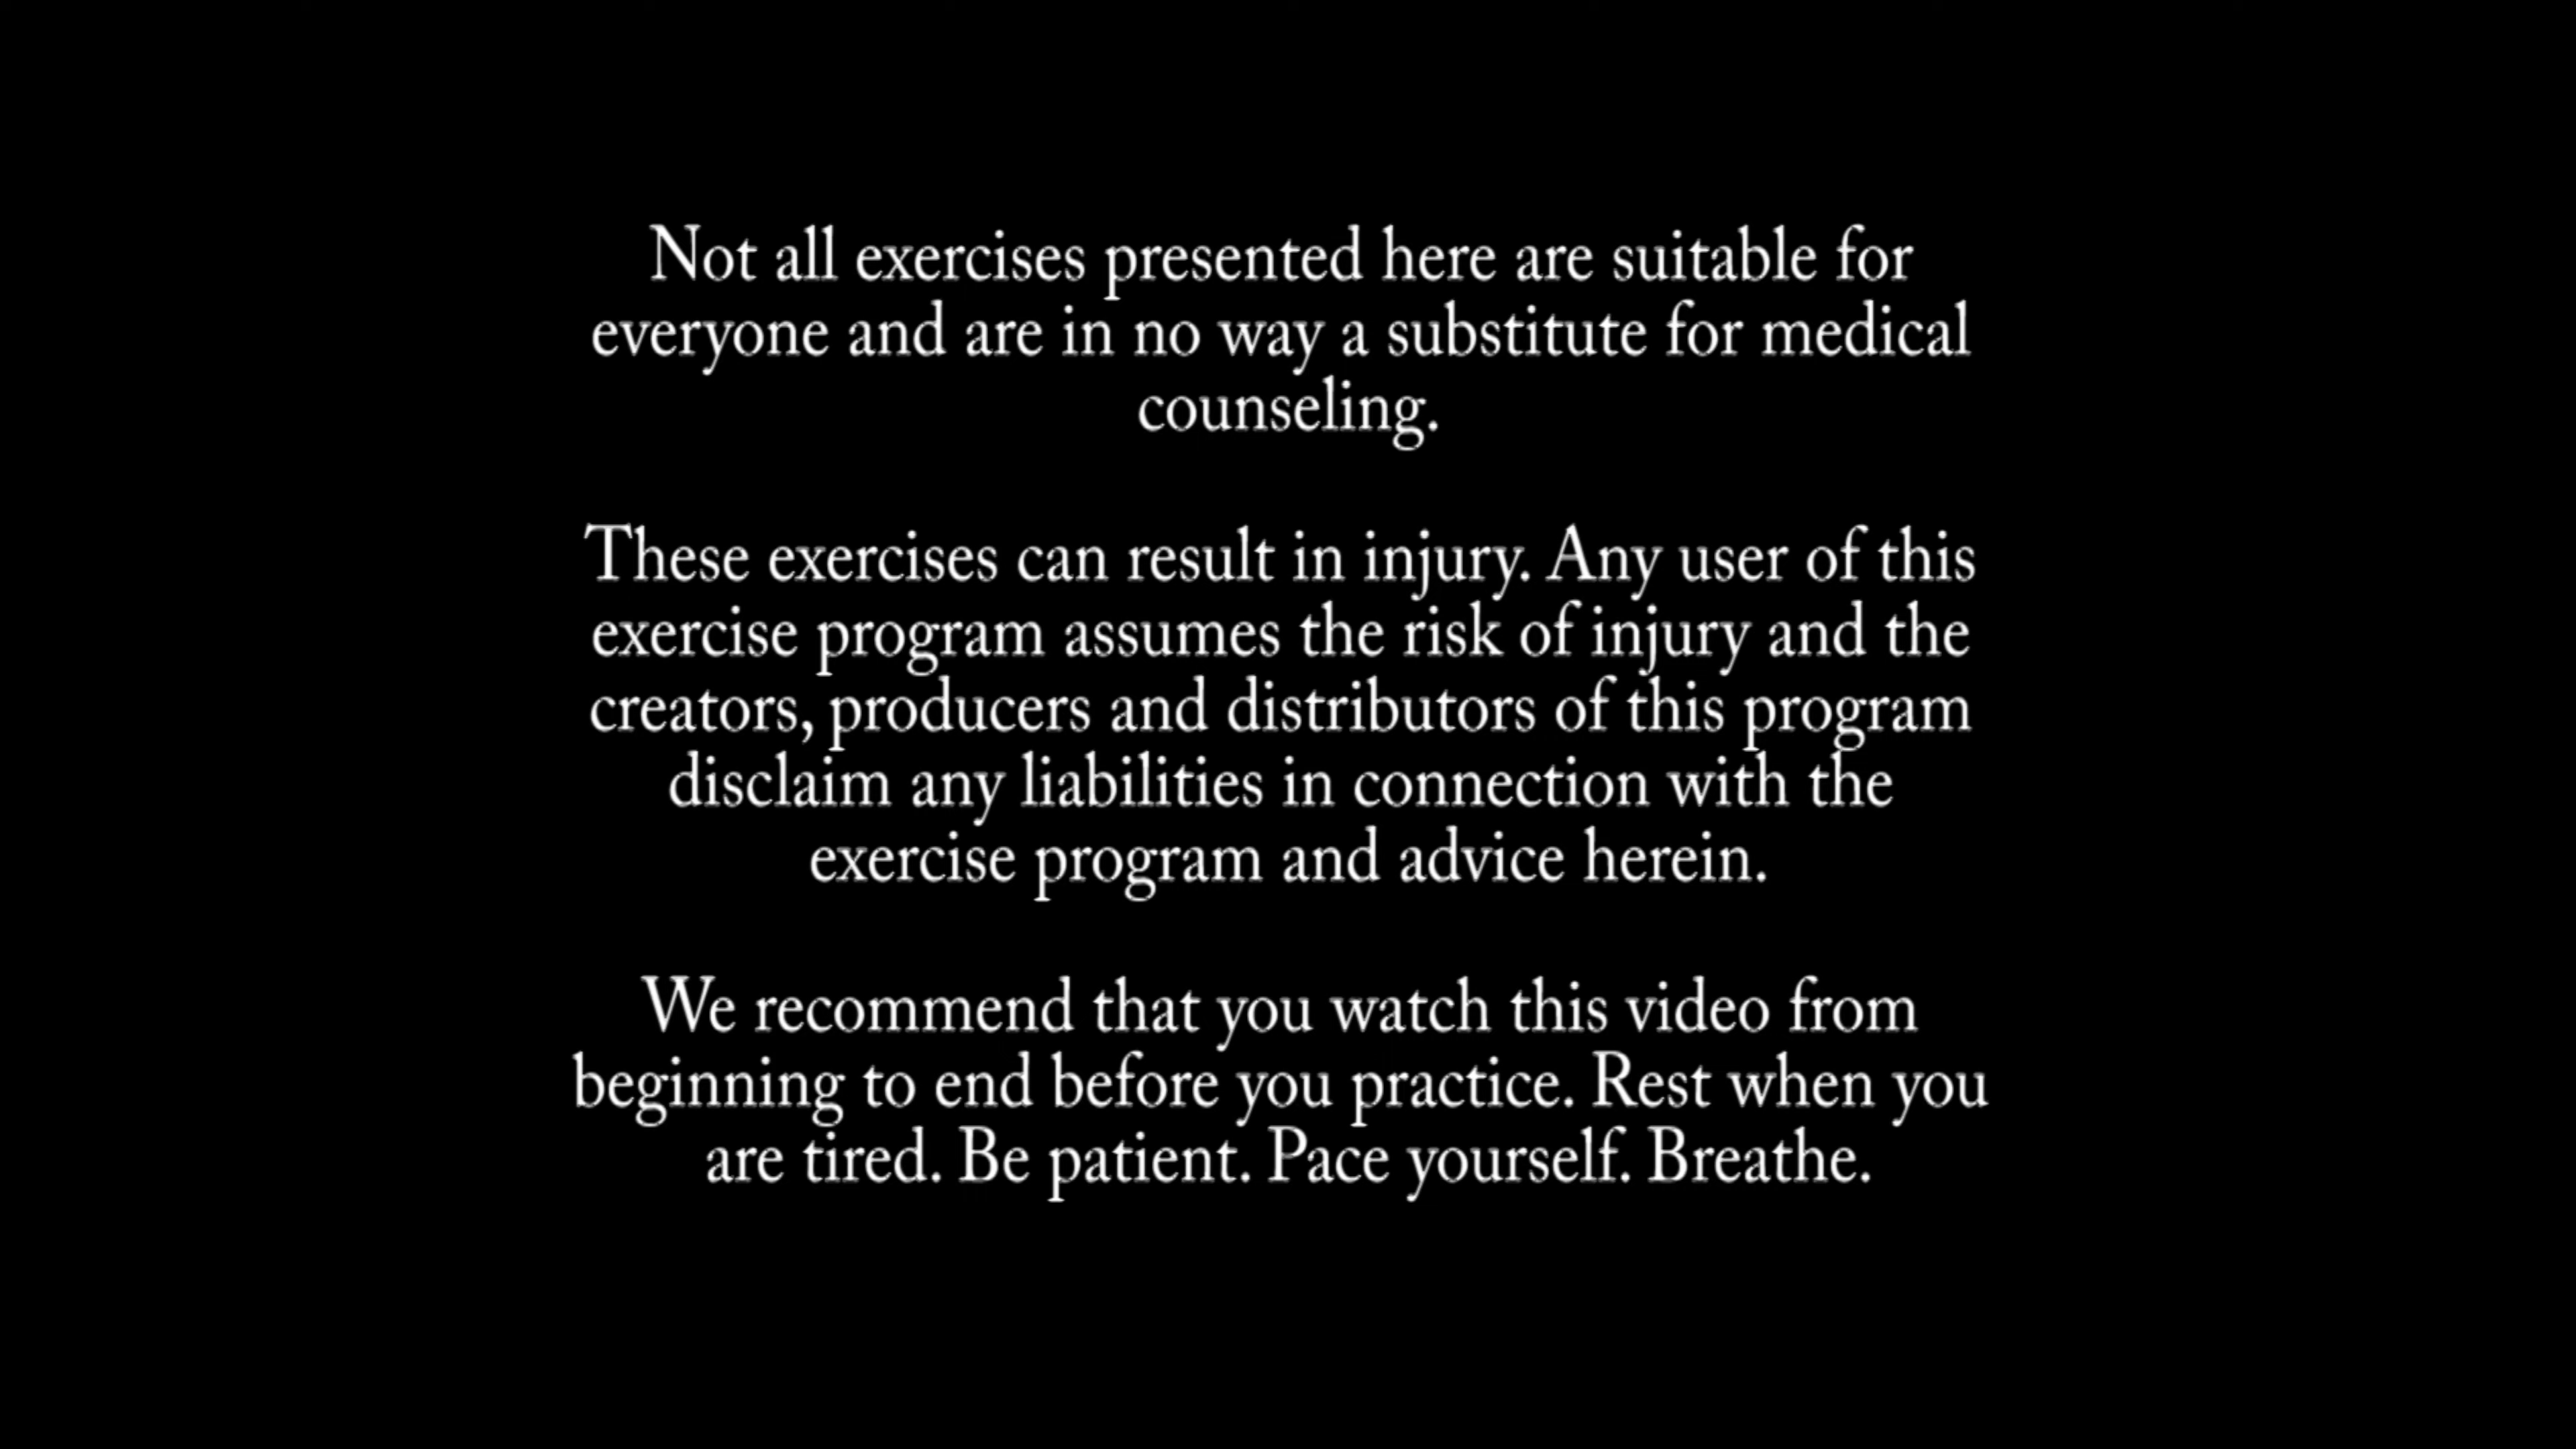 Not all exercises presented here are suitable for
everyone and are in no way a substitute for medical
counseling.
These exercises can result in injury. Any user of this
exercise program assumes the risk of injury and the
creators, producers and distributors of this program
disclaim any liabilities in connection with the
exercise program and advice herein.
We recommend that you watch this video from
beginning to end before you practice. Rest when you
are tired. Be patient. Pace yourself. Breathe.